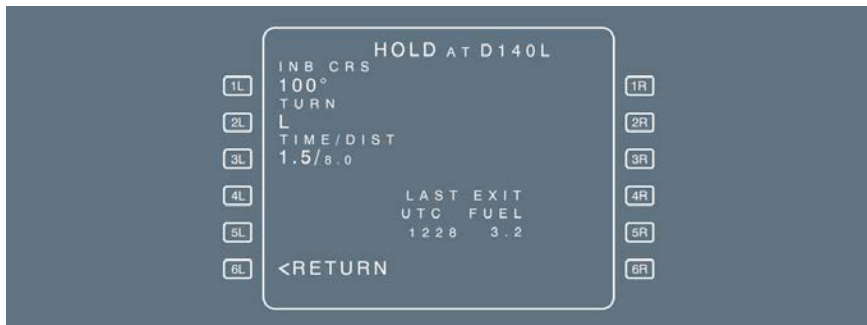 HOLD AT D140L
INB CRS
1L 100° 1R
TURN
2L L 2R
TIME/DIST
3L 1.5/8.0 3R
4L LAST EXIT 4R
UTC FUEL
5L 1228 3.2 5R
6L <RETURN 6R